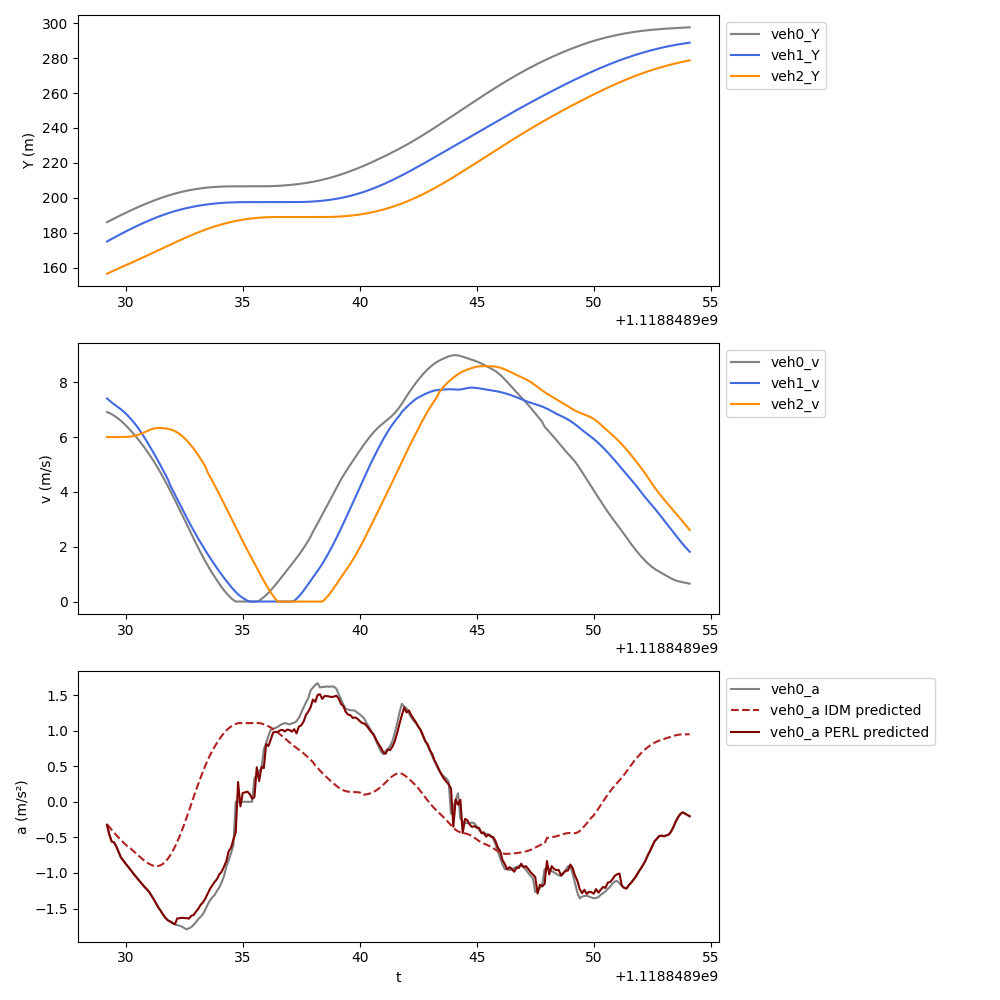 300
280
260
240
220
200
180
160
Y (m)
30 35 40 45 50 55
+1.1188489e9
veh0_Y
veh1_Y
veh2_Y
8
6
4
2
0
v (m/s)
30 35 40 45 50 55
+1.1188489e9
veh0_v
veh1_v
veh2_v
1.5
1.0
0.5
0.0
−0.5
−1.0
−1.5
a (m/s²)
30 35 40 45 50 55
t
+1.1188489e9
veh0_a
veh0_a IDM predicted
veh0_a PERL predicted